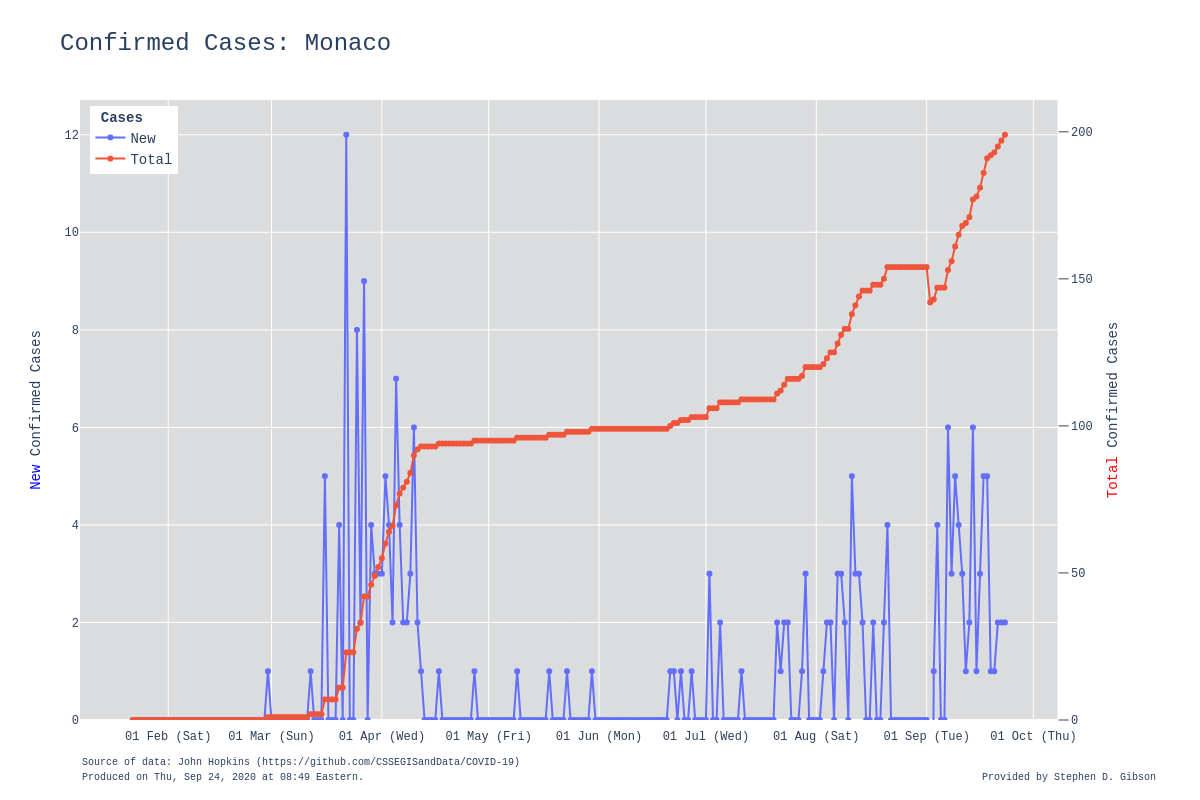 Confirmed Cases: Monaco
Cases
New
Total
12
10
8
6
4
2
0
200
150
100
50
0
New Confirmed Cases
Total Confirmed Cases
01 Feb (Sat) 01 Mar (Sun) 01 Apr (Wed) 01 May (Fri) 01 Jun (Mon) 01 Jul (Wed) 01 Aug (Sat) 01 Sep (Tue) 01 Oct (Thu)
Source of data: John Hopkins (https://github.com/CSSEGISandData/COVID-19)
Produced on Thu, Sep 24, 2020 at 08:49 Eastern.
Provided by Stephen D. Gibson